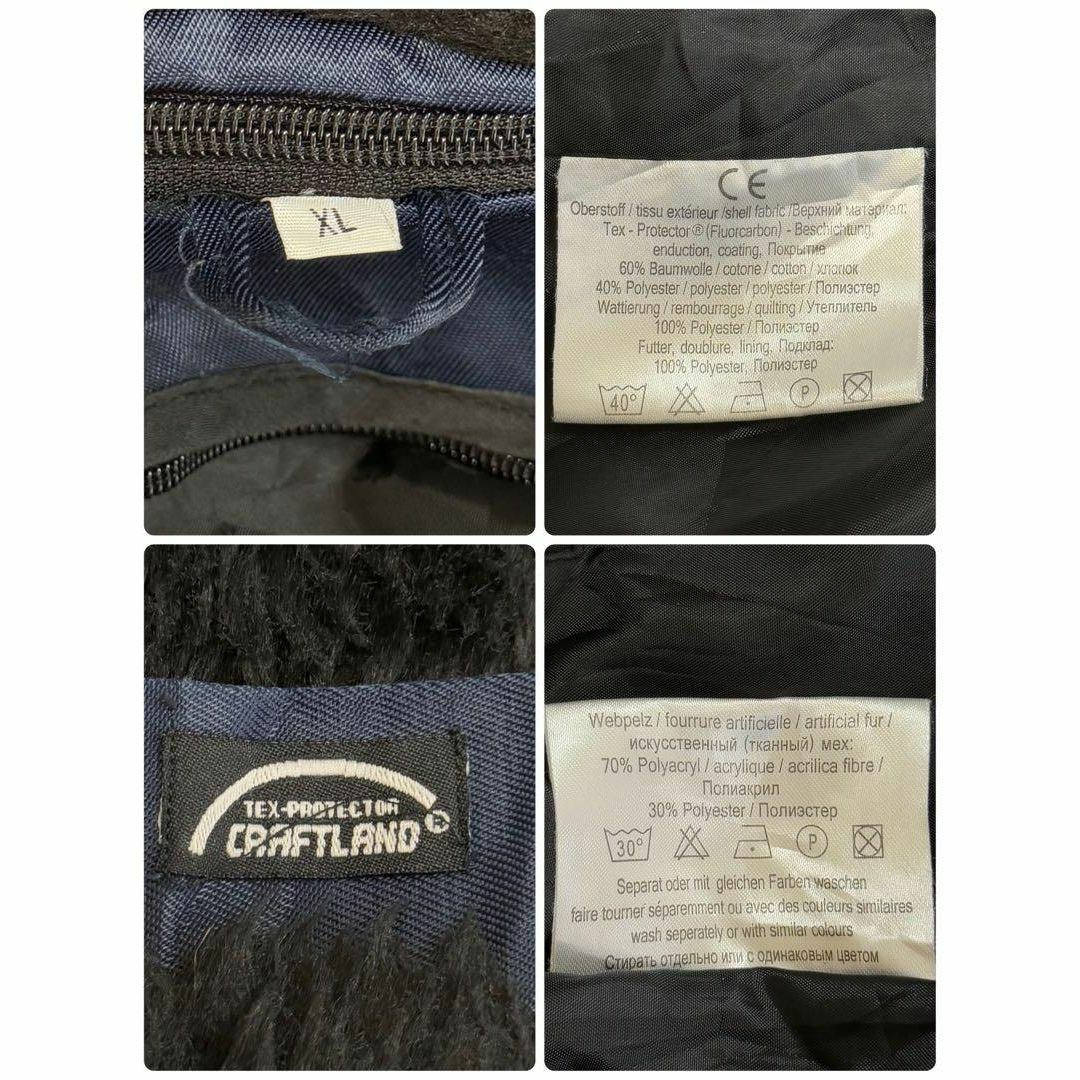 XL
CE
Oberstoff / tissu extérieur /shell fabric /Верхний материал:
Tex - Protector®(Fluorcarbon) - Beschichtung,
enduction, coating, Покрытие
60% Baumwolle / cotone / cotton / хлопок
40% Polyester / polyester / polyester / Полиэстер
Wattierung / rembourrage / quilting / Утеплитель
100% Polyester / Полиэстер
Futter, doublure, lining, Подклад:
100% Polyester, Полиэстер
40° P
TEX-PROTECTOR
CRAFTLAND®
Webpelz / fourrure artificielle / artificial fur /
искусственный (тканный) мех:
70% Polyacryl / acrylique / acrilica fibre /
Полиакрил
30% Polyester / Полиэстер
30° P
Separat oder mit gleichen Farben waschen
faire tourner séparemment ou avec des couleurs similaires
wash seperately or with similar colours
Стирать отдельно или с одинаковым цветом